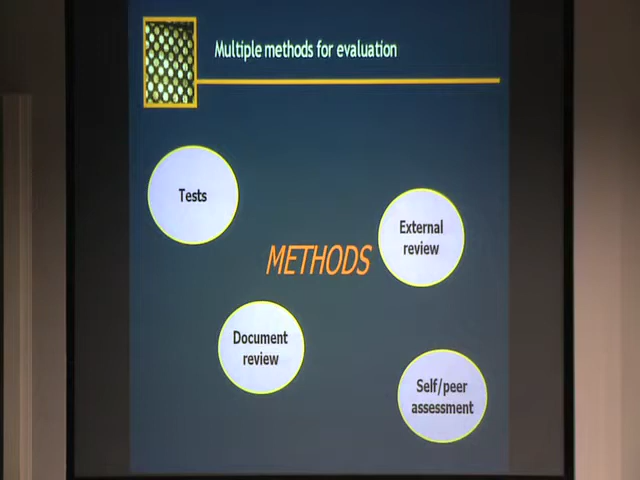 Multiple methods for evaluation
Tests
External
review
METHODS
Document
review
Self/peer
assessment